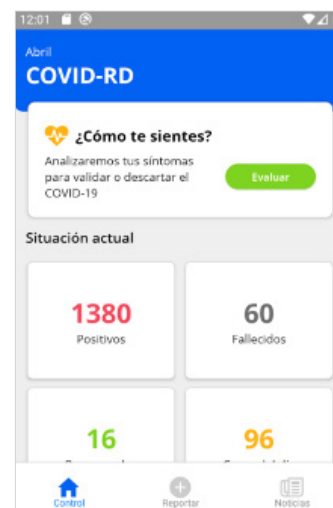 12:01
Abril
COVID-RD
¿Cómo te sientes?
Analizaremos tus síntomas
para validar o descartar el
COVID-19
Evaluar
Situación actual
1380
Positivos
60
Fallecidos
16
96
Control
Reportar
Noticias